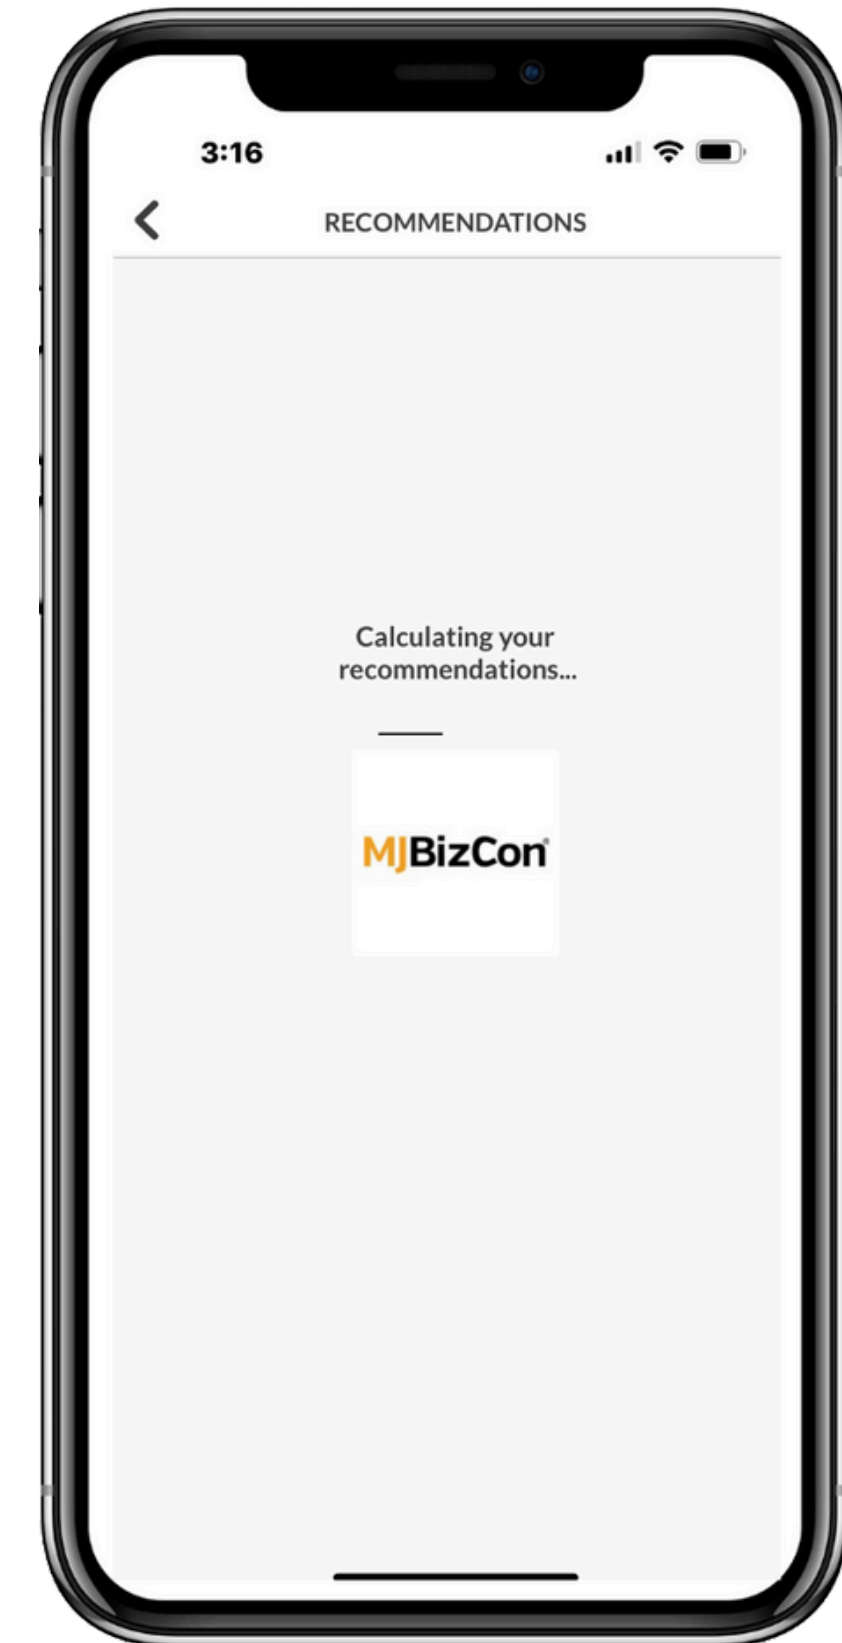 3:16
RECOMMENDATIONS
Calculating your
recommendations...
MJBizCon